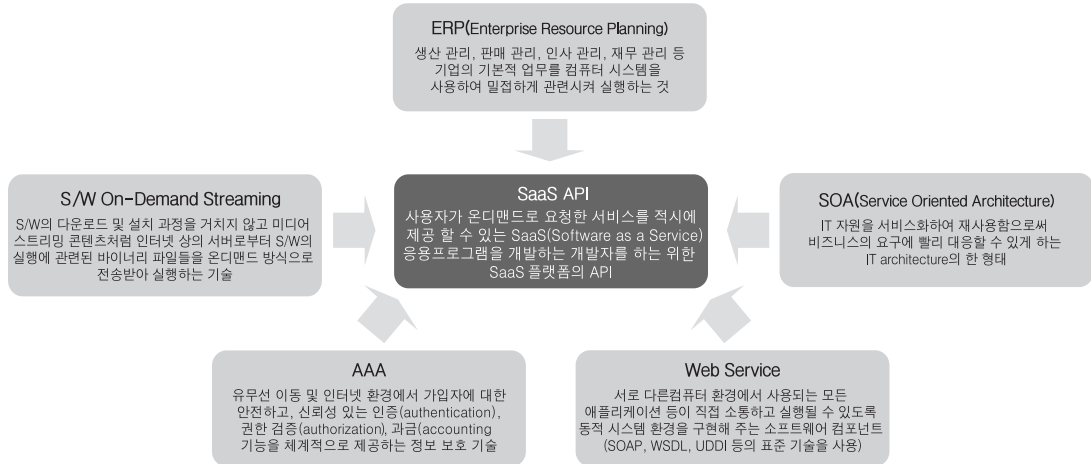 ERP(Enterprise Resource Planning)
생산 관리, 판매 관리, 인사 관리, 재무 관리 등
기업의 기본적 업무를 컴퓨터 시스템을
사용하여 밀접하게 관련시켜 실행하는 것
S/W On-Demand Streaming
S/W의 다운로드 및 설치 과정을 거치지 않고 미디어
스트리밍 콘텐츠처럼 인터넷 상의 서버로부터 S/W의
실행에 관련된 바이너리 파일들을 온디맨드 방식으로
전송받아 실행하는 기술
SaaS API
사용자가 온디맨드로 요청한 서비스를 적시에
제공 할 수 있는 SaaS(Software as a Service)
응용프로그램을 개발하는 개발자를 하는 위한
SaaS 플랫폼의 API
SOA(Service Oriented Architecture)
IT 자원을 서비스화하여 재사용함으로써
비즈니스의 요구에 빨리 대응할 수 있게 하는
IT architecture의 한 형태
AAA
유무선 이동 및 인터넷 환경에서 가입자에 대한
안전하고, 신뢰성 있는 인증(authentication),
권한 검증(authorization), 과금(accounting
기능을 체계적으로 제공하는 정보 보호 기술
Web Service
서로 다른컴퓨터 환경에서 사용되는 모든
애플리케이션 등이 직접 소통하고 실행될 수 있도록
동적 시스템 환경을 구현해 주는 소프트웨어 컴포넌트
(SOAP, WSDL, UDDI 등의 표준 기술을 사용)